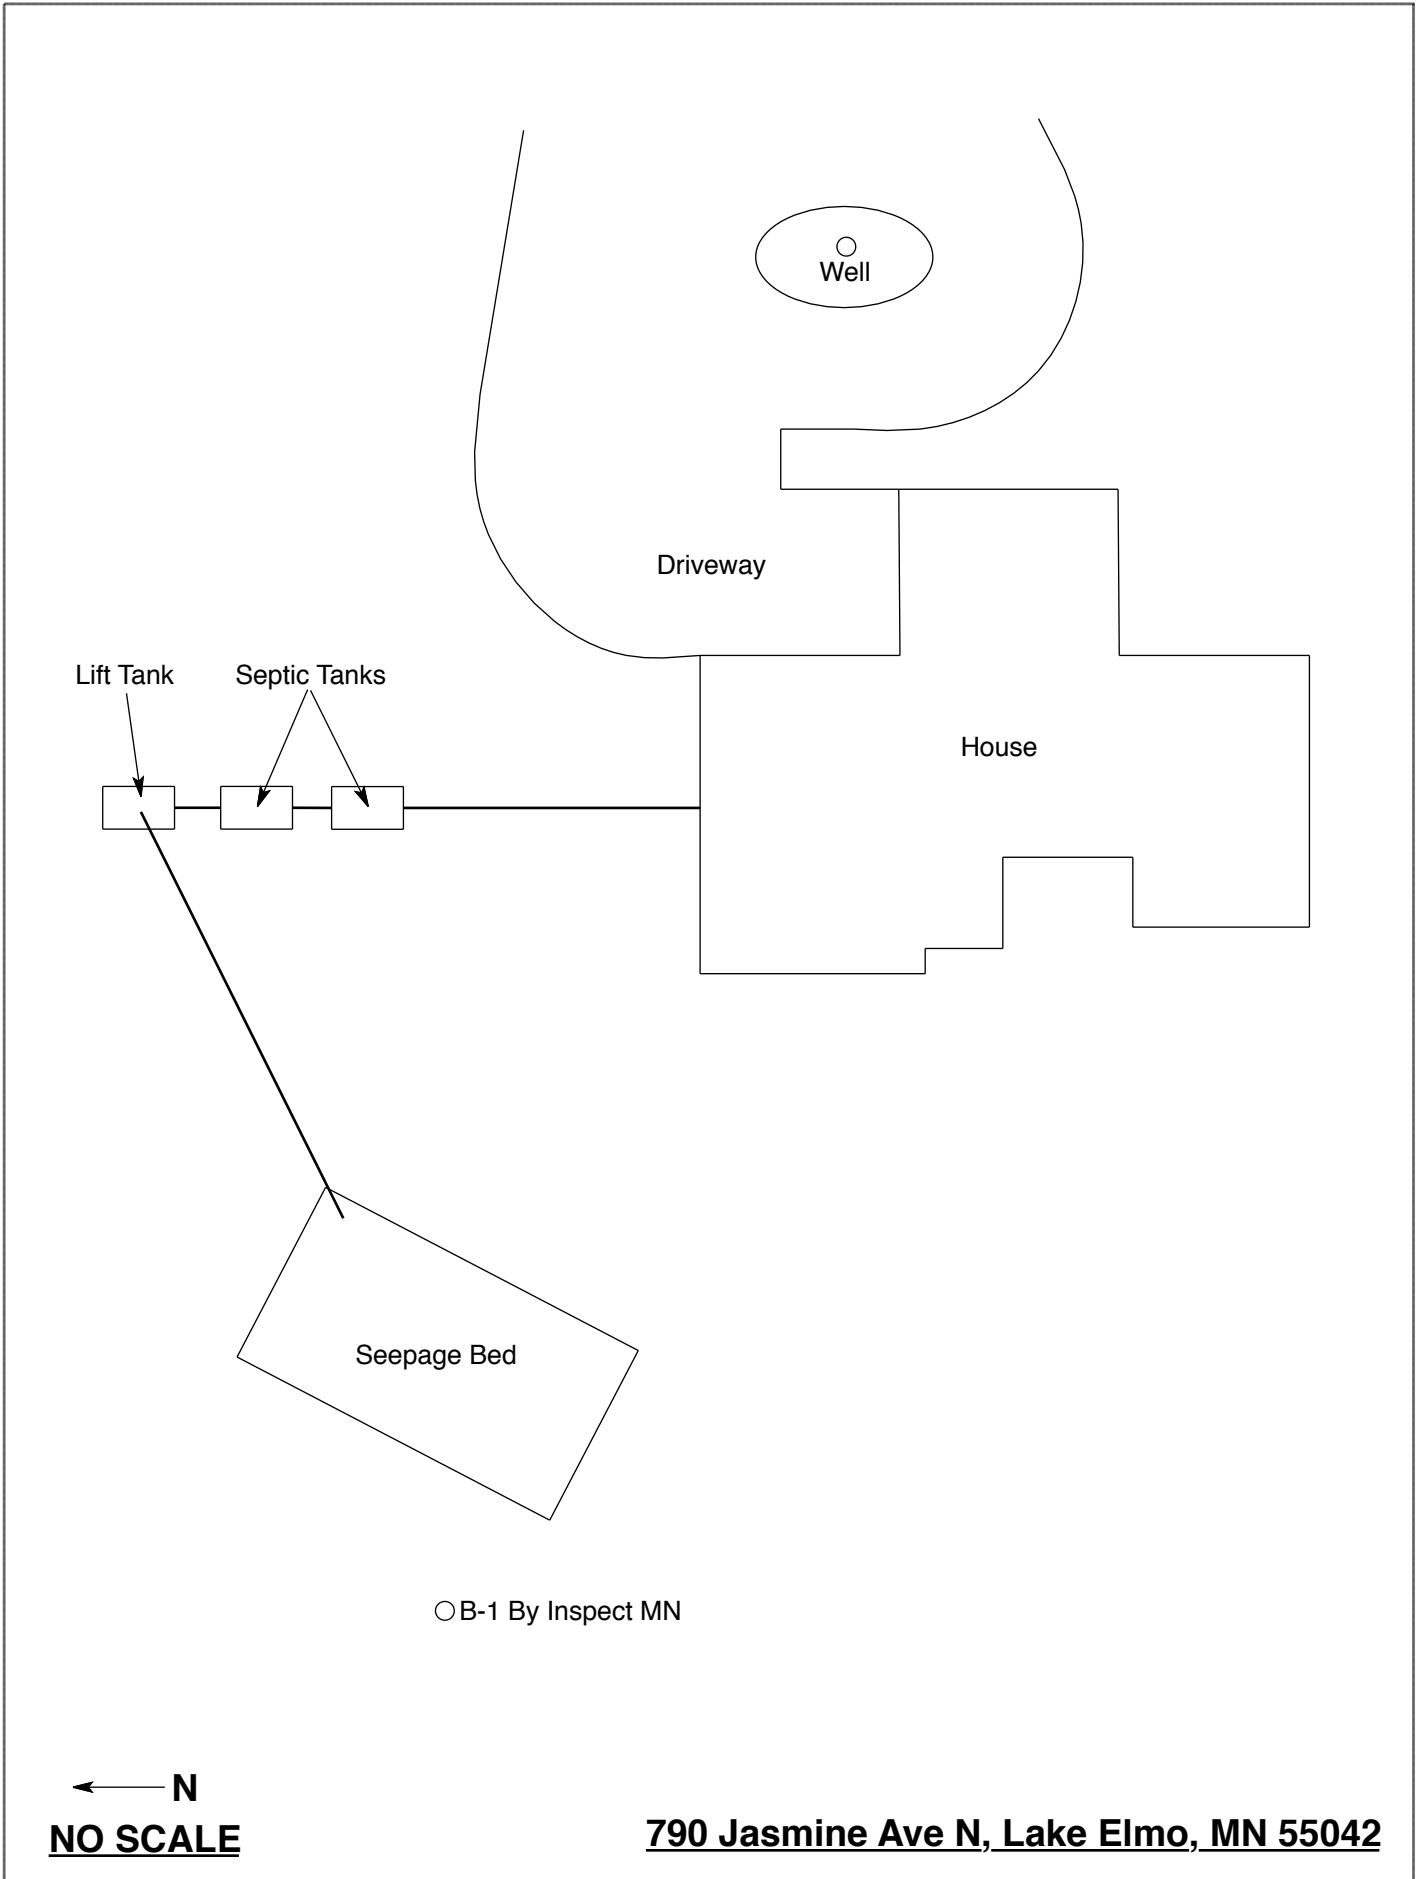 Well
Driveway
Lift Tank
Septic Tanks
House
Seepage Bed
B-1 By Inspect MN
N
NO SCALE
790 Jasmine Ave N, Lake Elmo, MN 55042